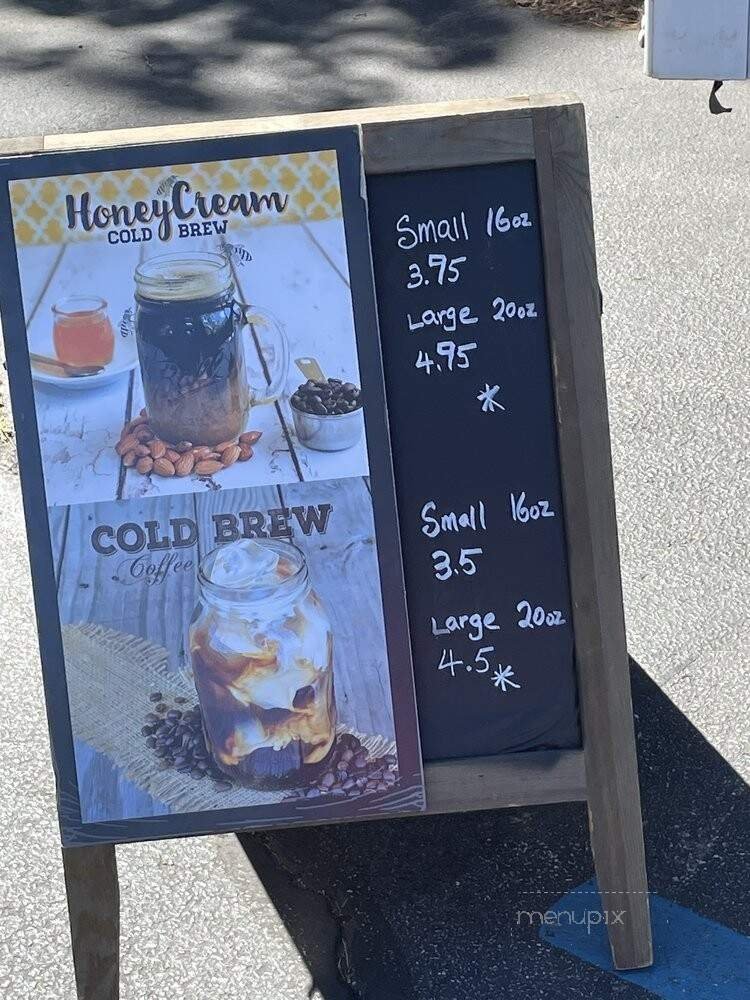 HoneyCream
COLD BREW
Small 16oz
3.75
Large 20oz
4.95
*
COLD BREW
Coffee
Small 16oz
3.5
Large 20oz
4.5*
menupix